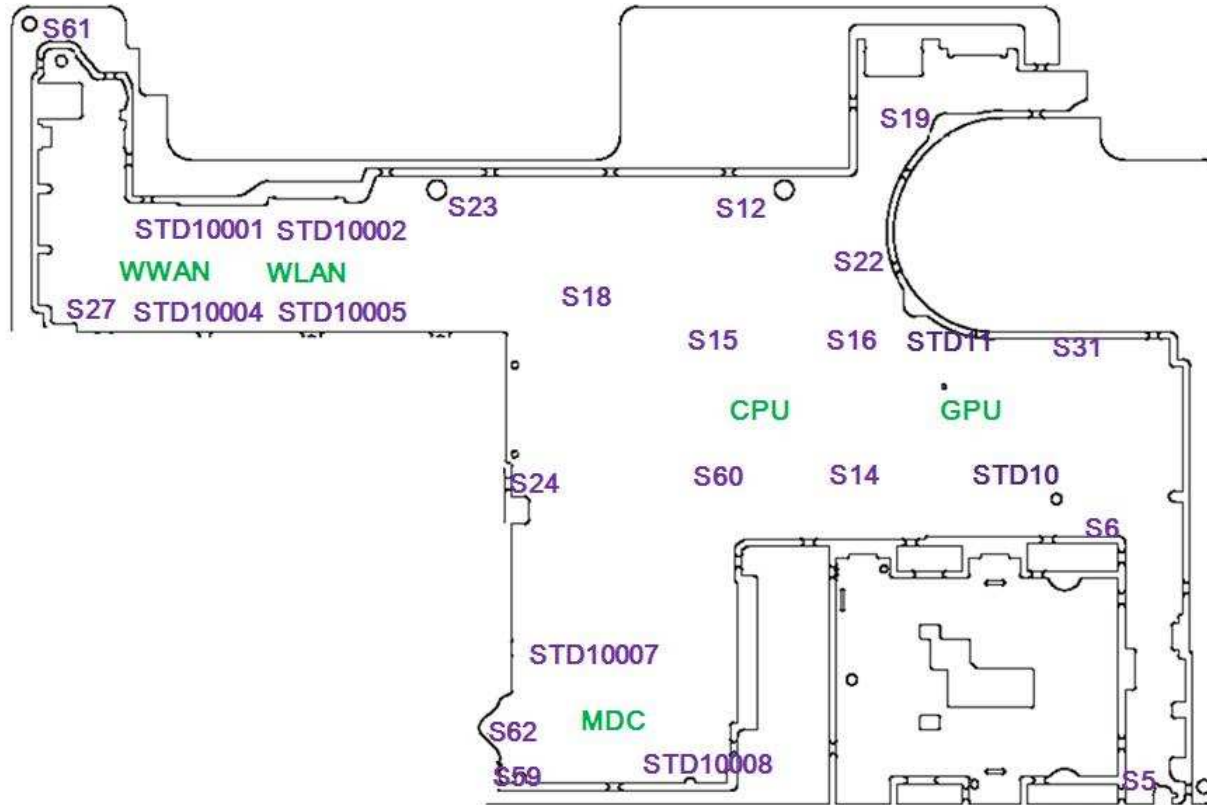 S61
S19
S23
S12
STD10001
STD10002
WWAN
WLAN
S22
S27
STD10004
STD10005
S18
S15
S16
STD11
S31
CPU
GPU
S24
S60
S14
STD10
S6
STD10007
MDC
S62
S59
STD10008
S5